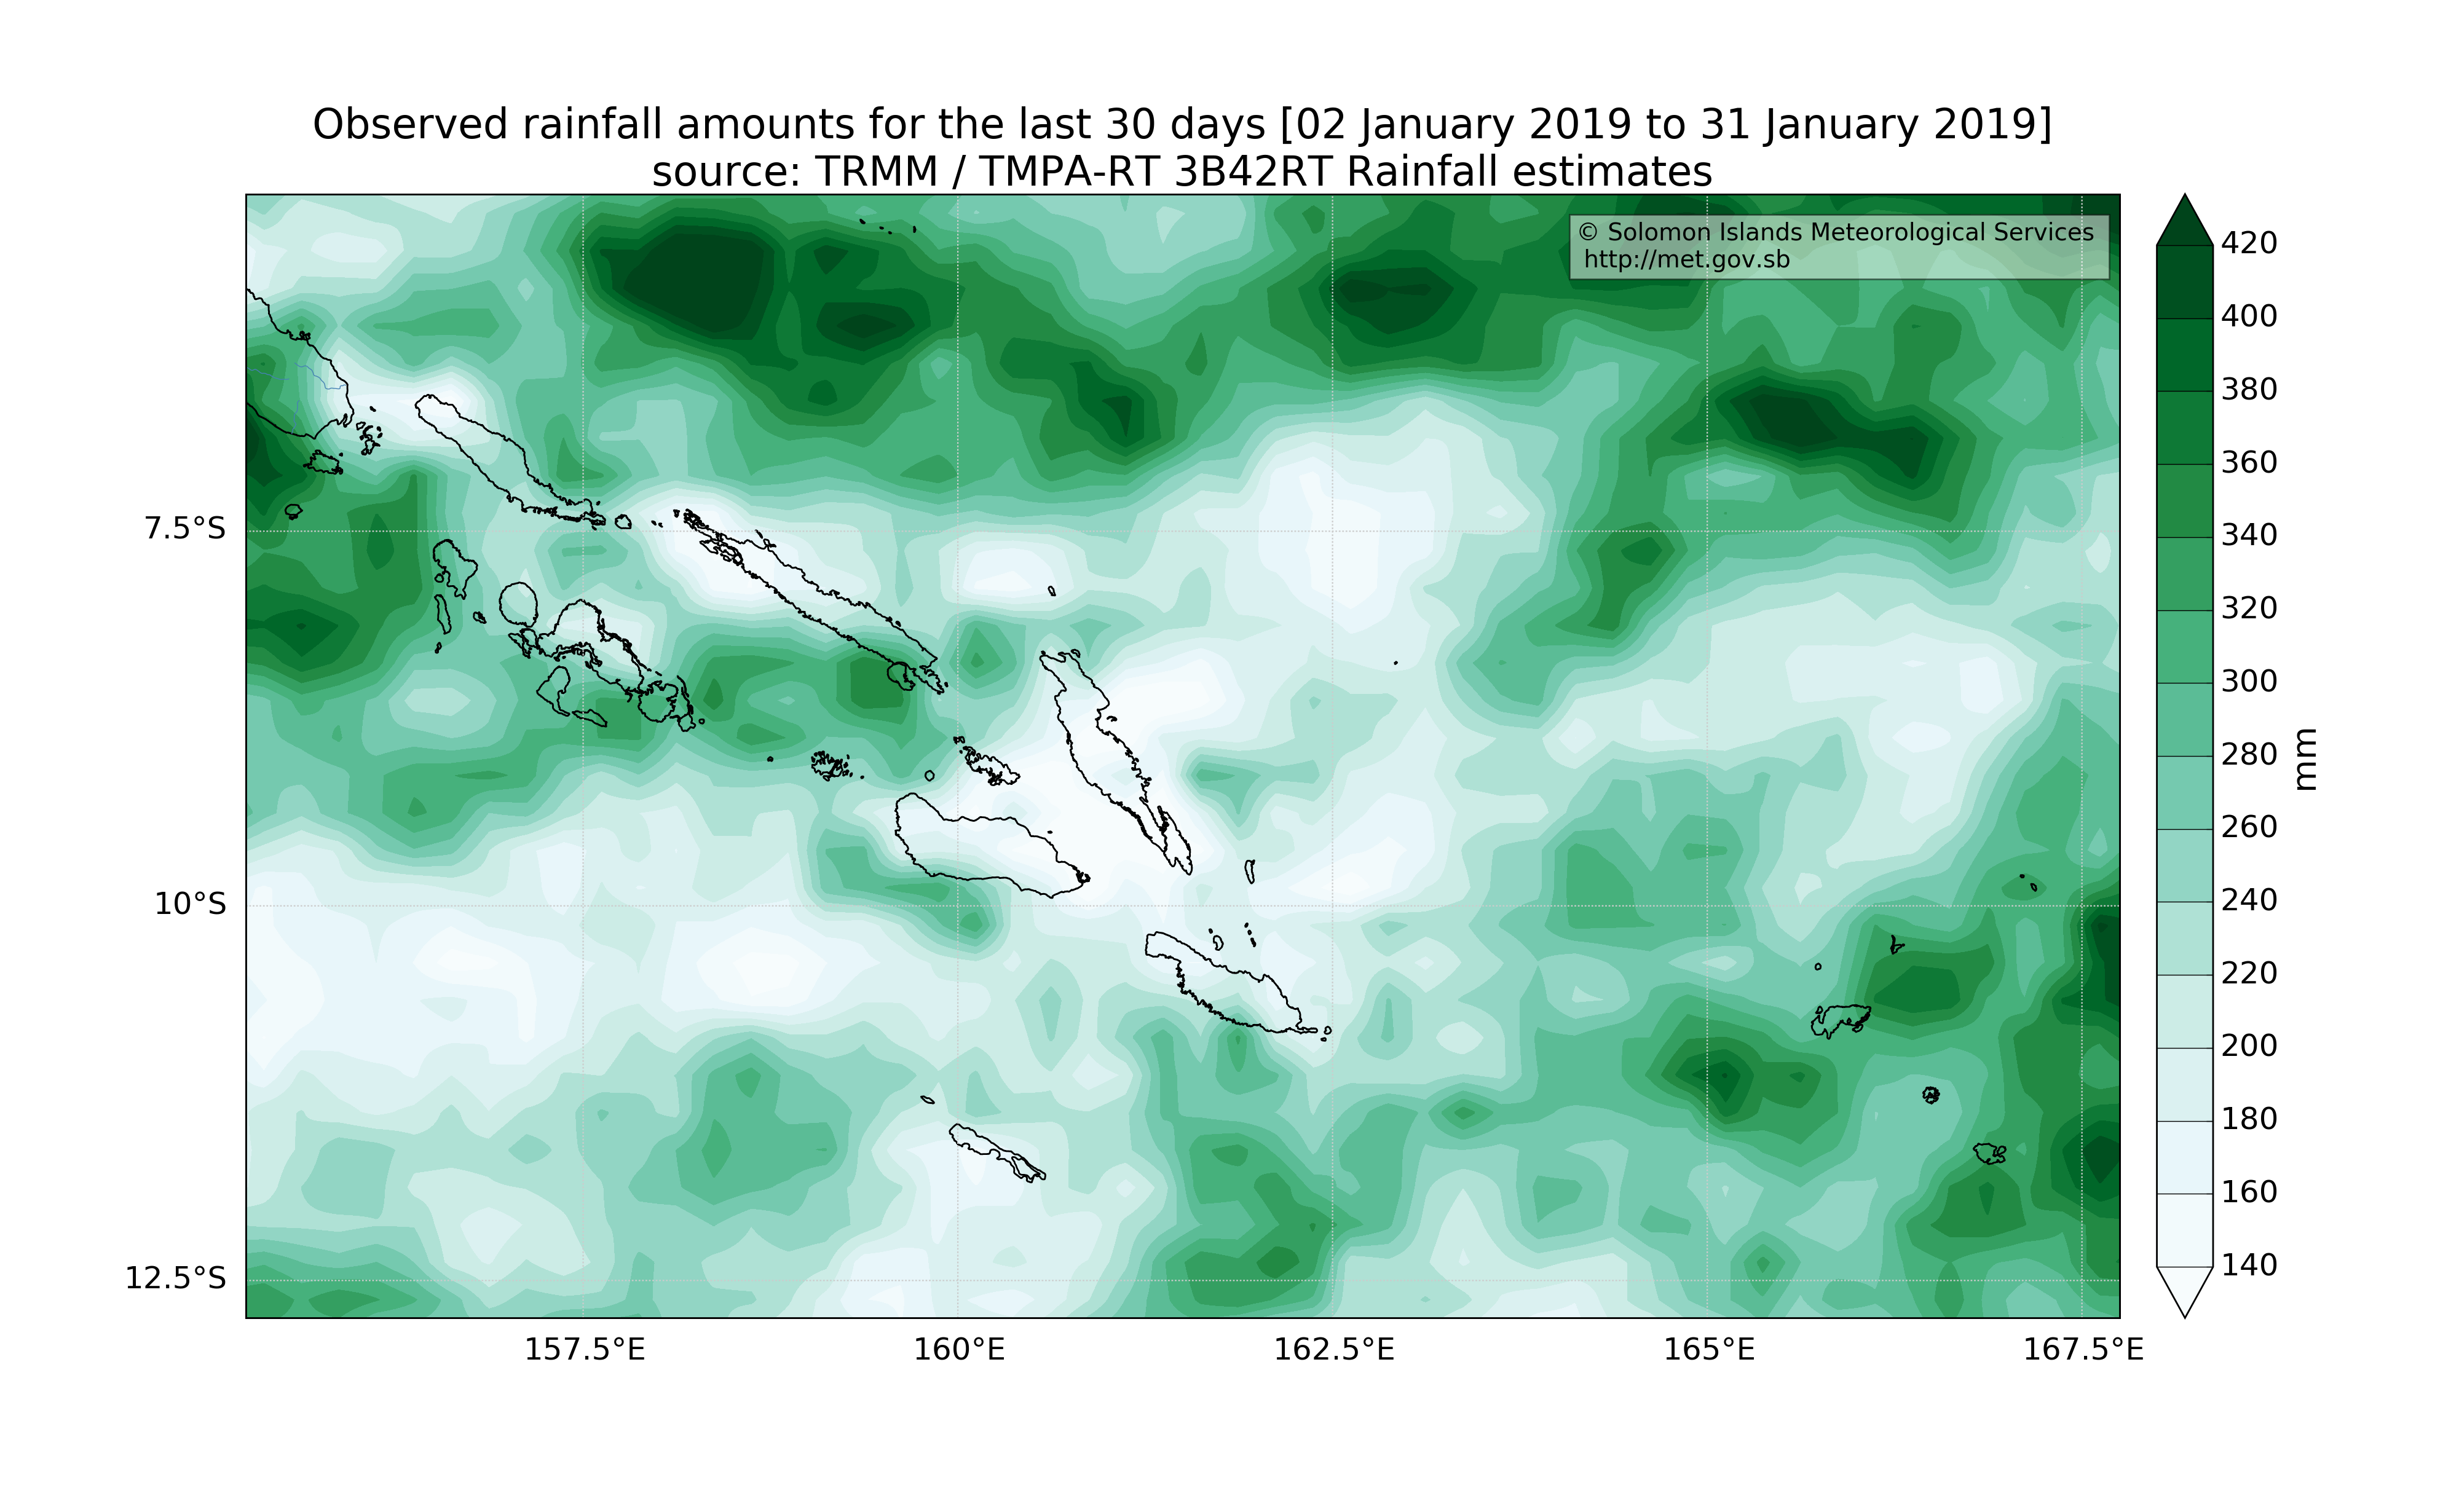 Observed rainfall amounts for the last 30 days [02 January 2019 to 31 January 2019]
source: TRMM / TMPA-RT 3B42RT Rainfall estimates
© Solomon Islands Meteorological Services
http://met.gov.sb
7.5°S
10°S
12.5°S
157.5°E
160°E
162.5°E
165°E
167.5°E
420
400
380
360
340
320
300
280
260
240
220
200
180
160
140
mm